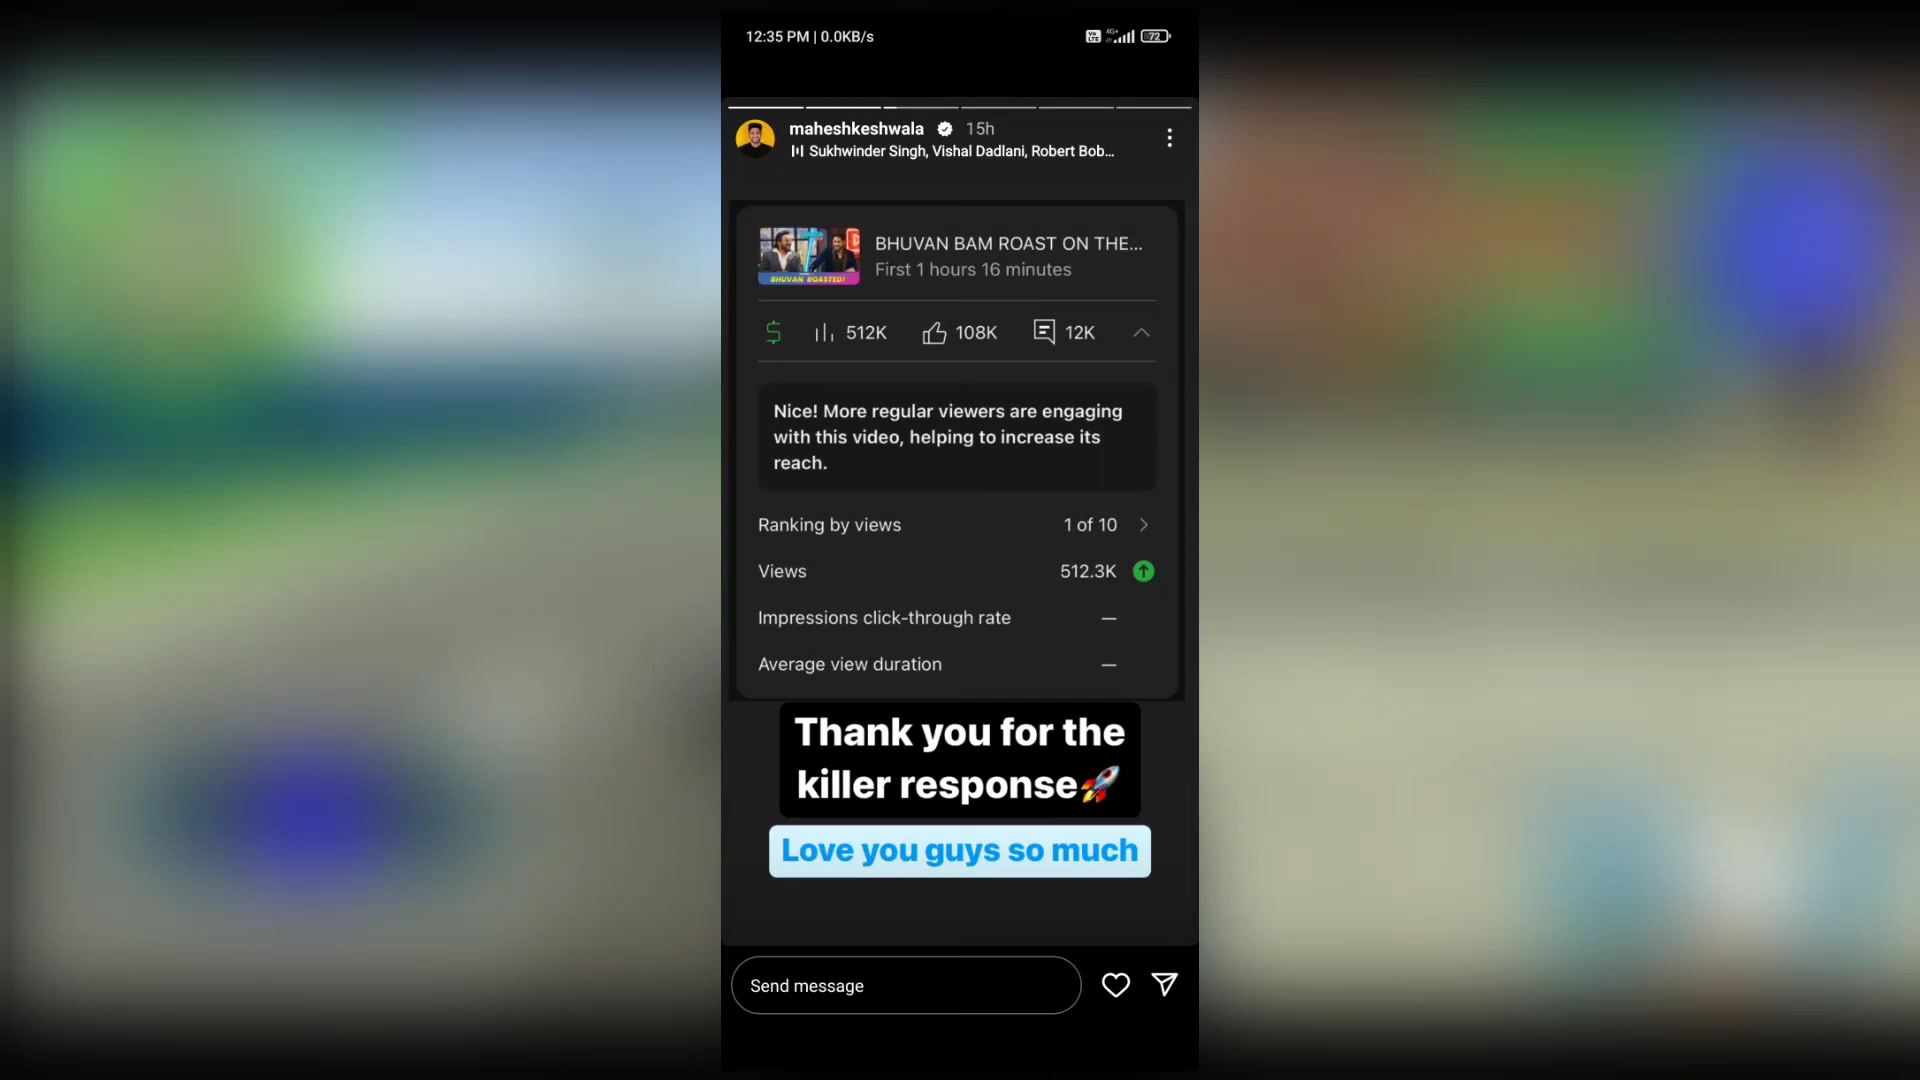 12:35 PM | 0.0KB/s
Vo LTE 4G+ 72
maheshkeshwala 15h
Sukhwinder Singh, Vishal Dadlani, Robert Bob...
BHUVAN BAM ROAST ON THE...
First 1 hours 16 minutes
BHUVAN ROASTED!
512K 108K 12K
Nice! More regular viewers are engaging
with this video, helping to increase its
reach.
Ranking by views 1 of 10
Views 512.3K
Impressions click-through rate —
Average view duration —
Thank you for the
killer response🚀
Love you guys so much
Send message